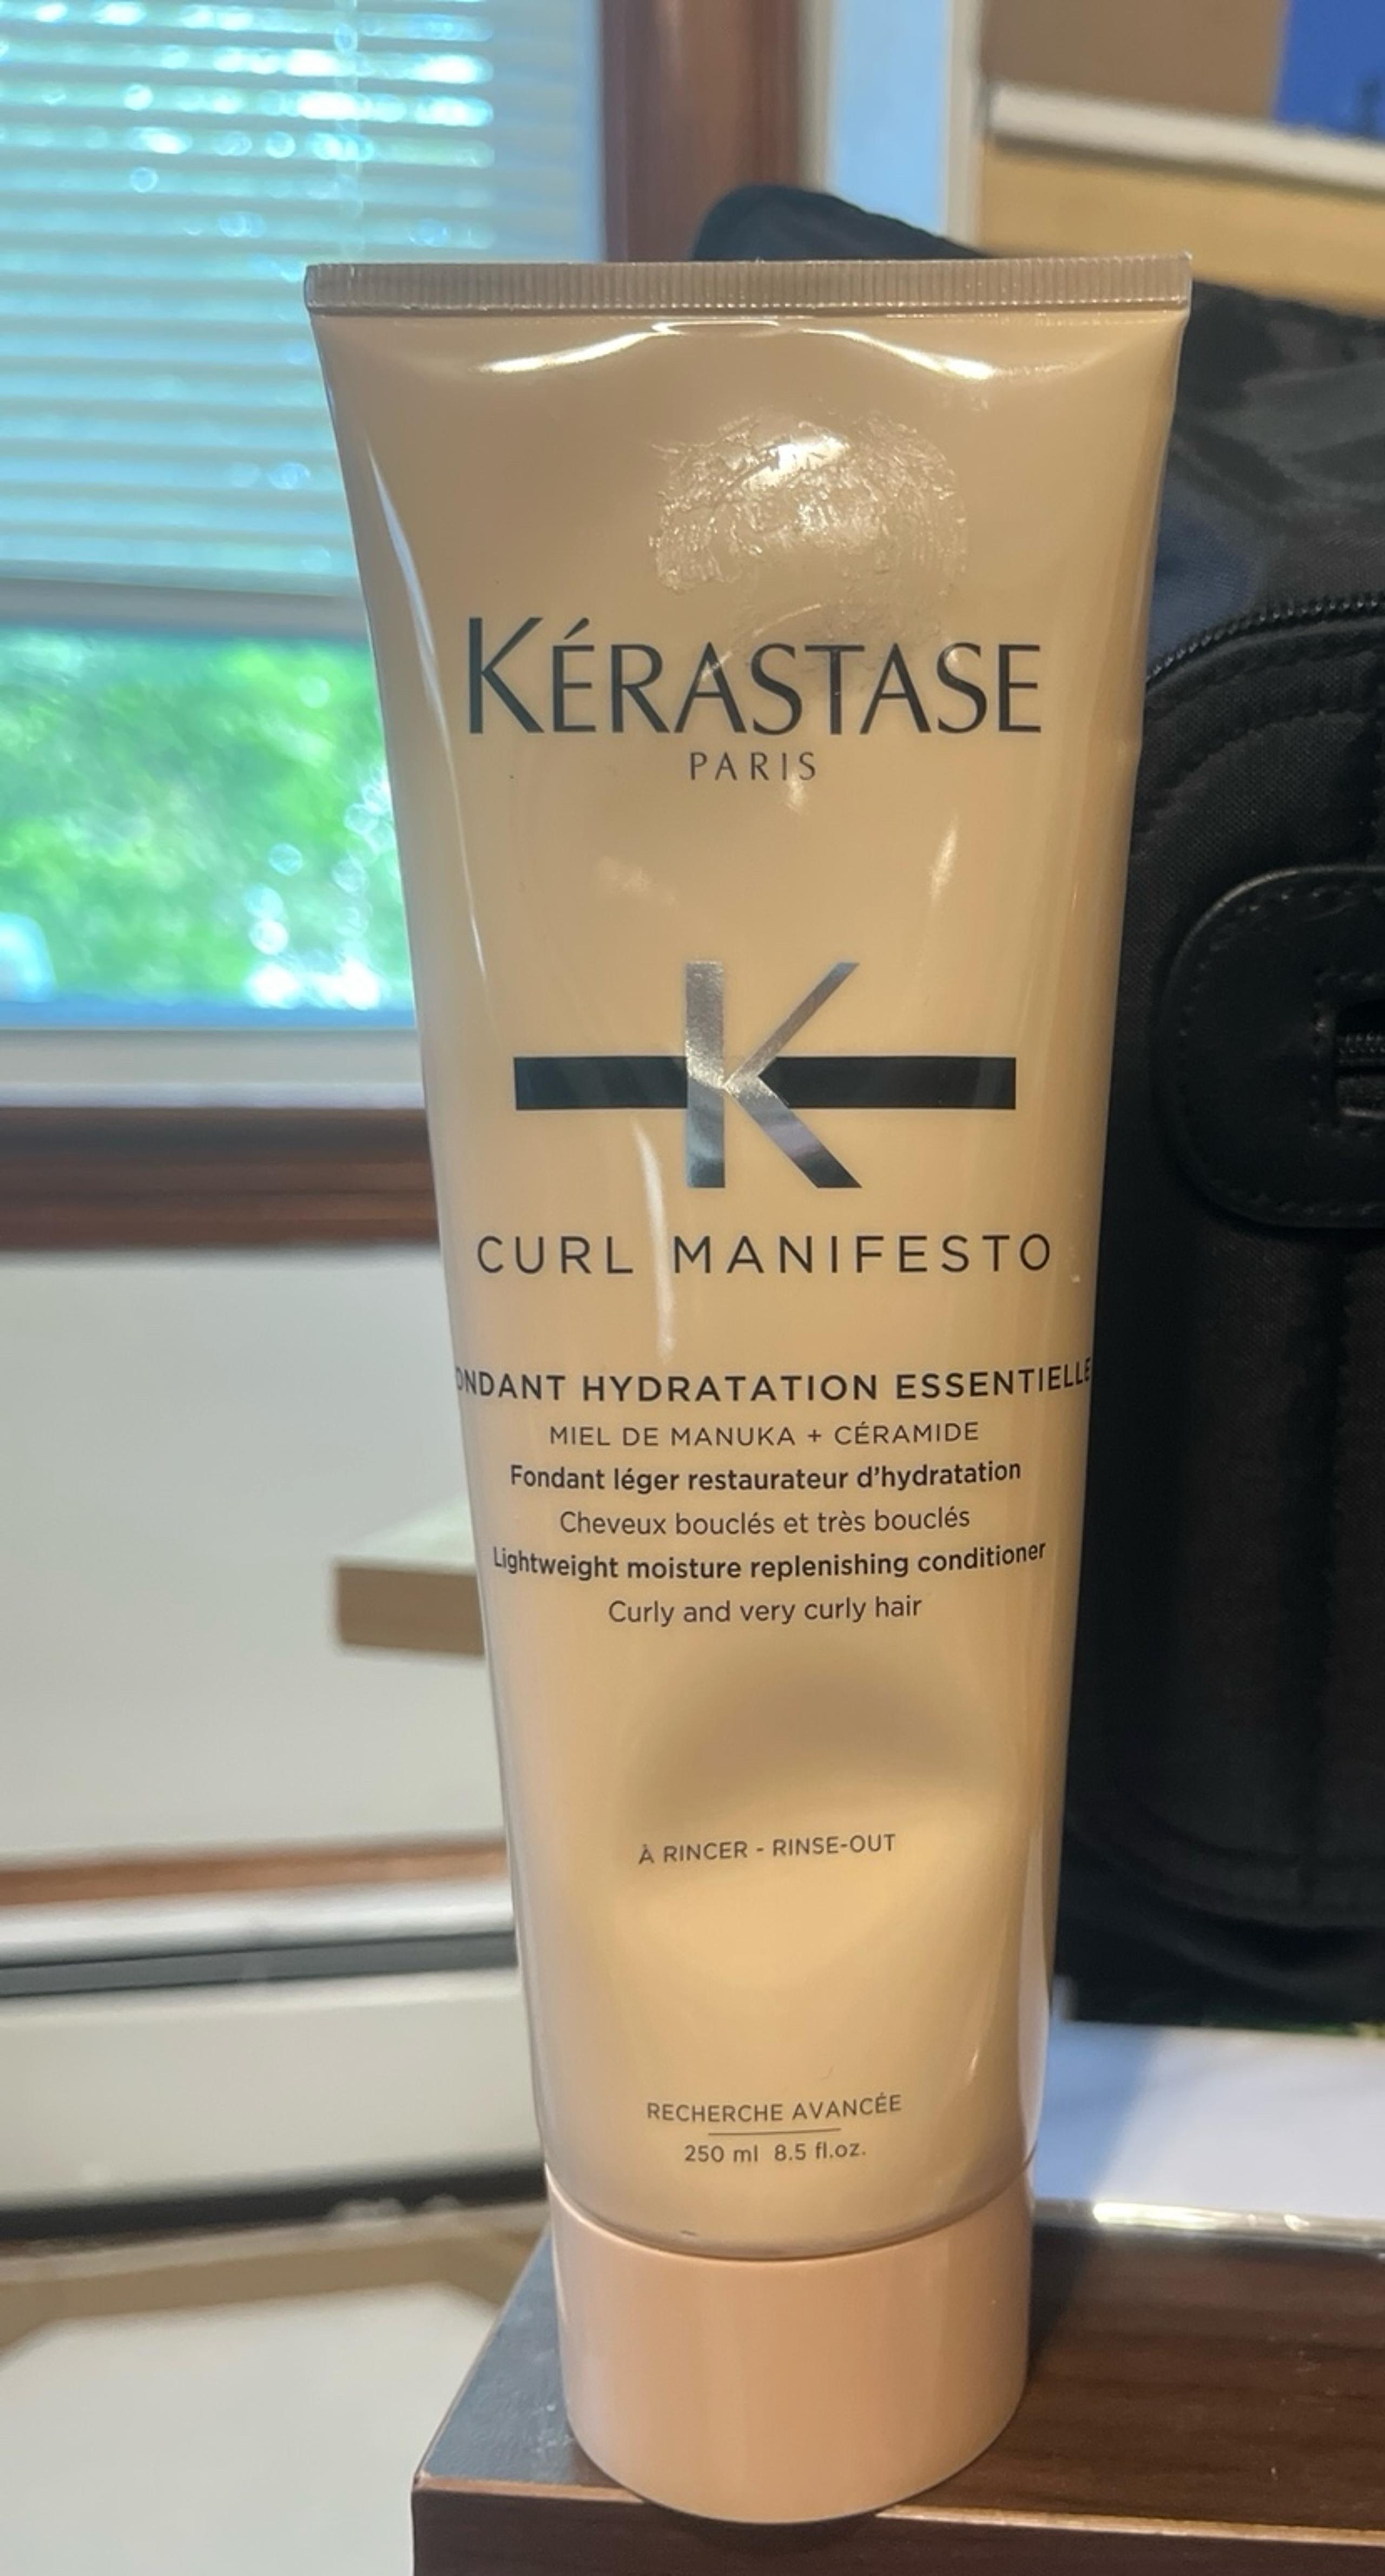 KÉRASTASE
PARIS
K
CURL MANIFESTO
ONDANT HYDRATATION ESSENTIELLE
MIEL DE MANUKA + CÉRAMIDE
Fondant léger restaurateur d'hydratation
Cheveux bouclés et très bouclés
Lightweight moisture replenishing conditioner
Curly and very curly hair
À RINCER - RINSE-OUT
RECHERCHE AVANCÉE
250 ml 8.5 fl.oz.